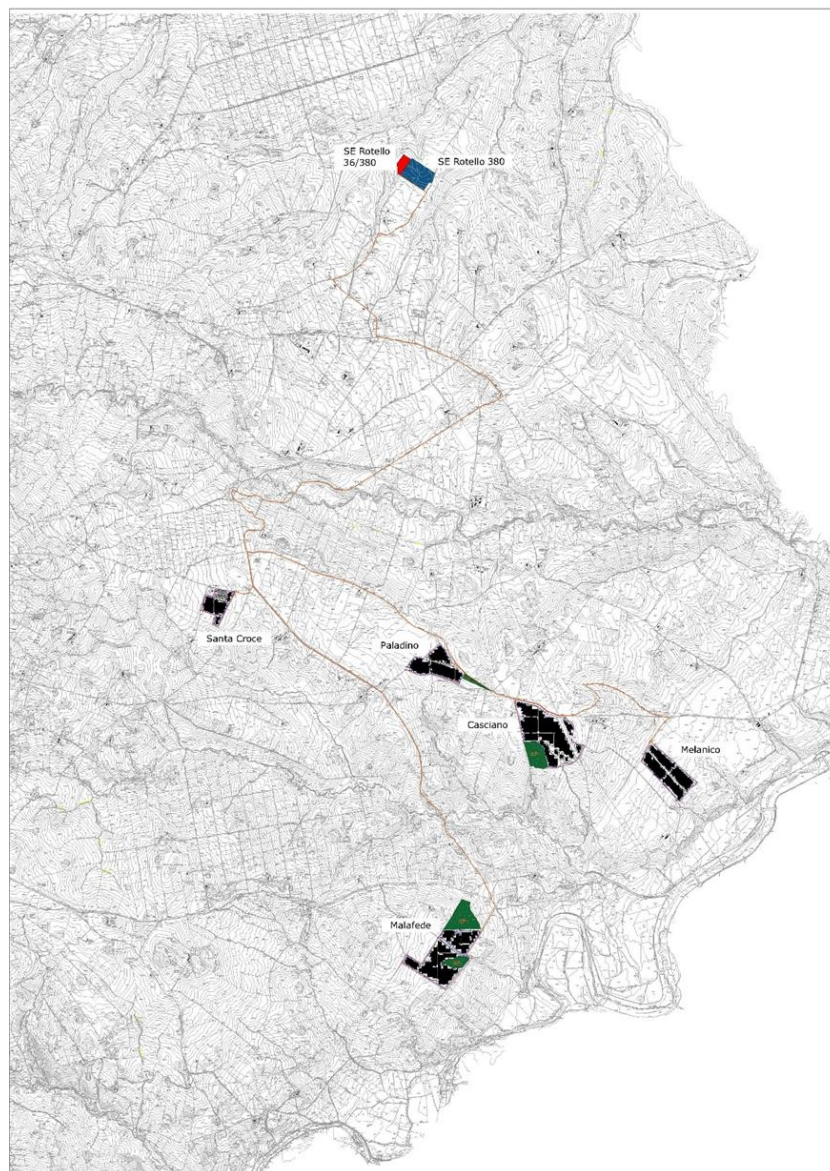 SE Rotello
36/380
SE Rotello 380
Santa Croce
Paladino
Casciano
Melanico
Malafede